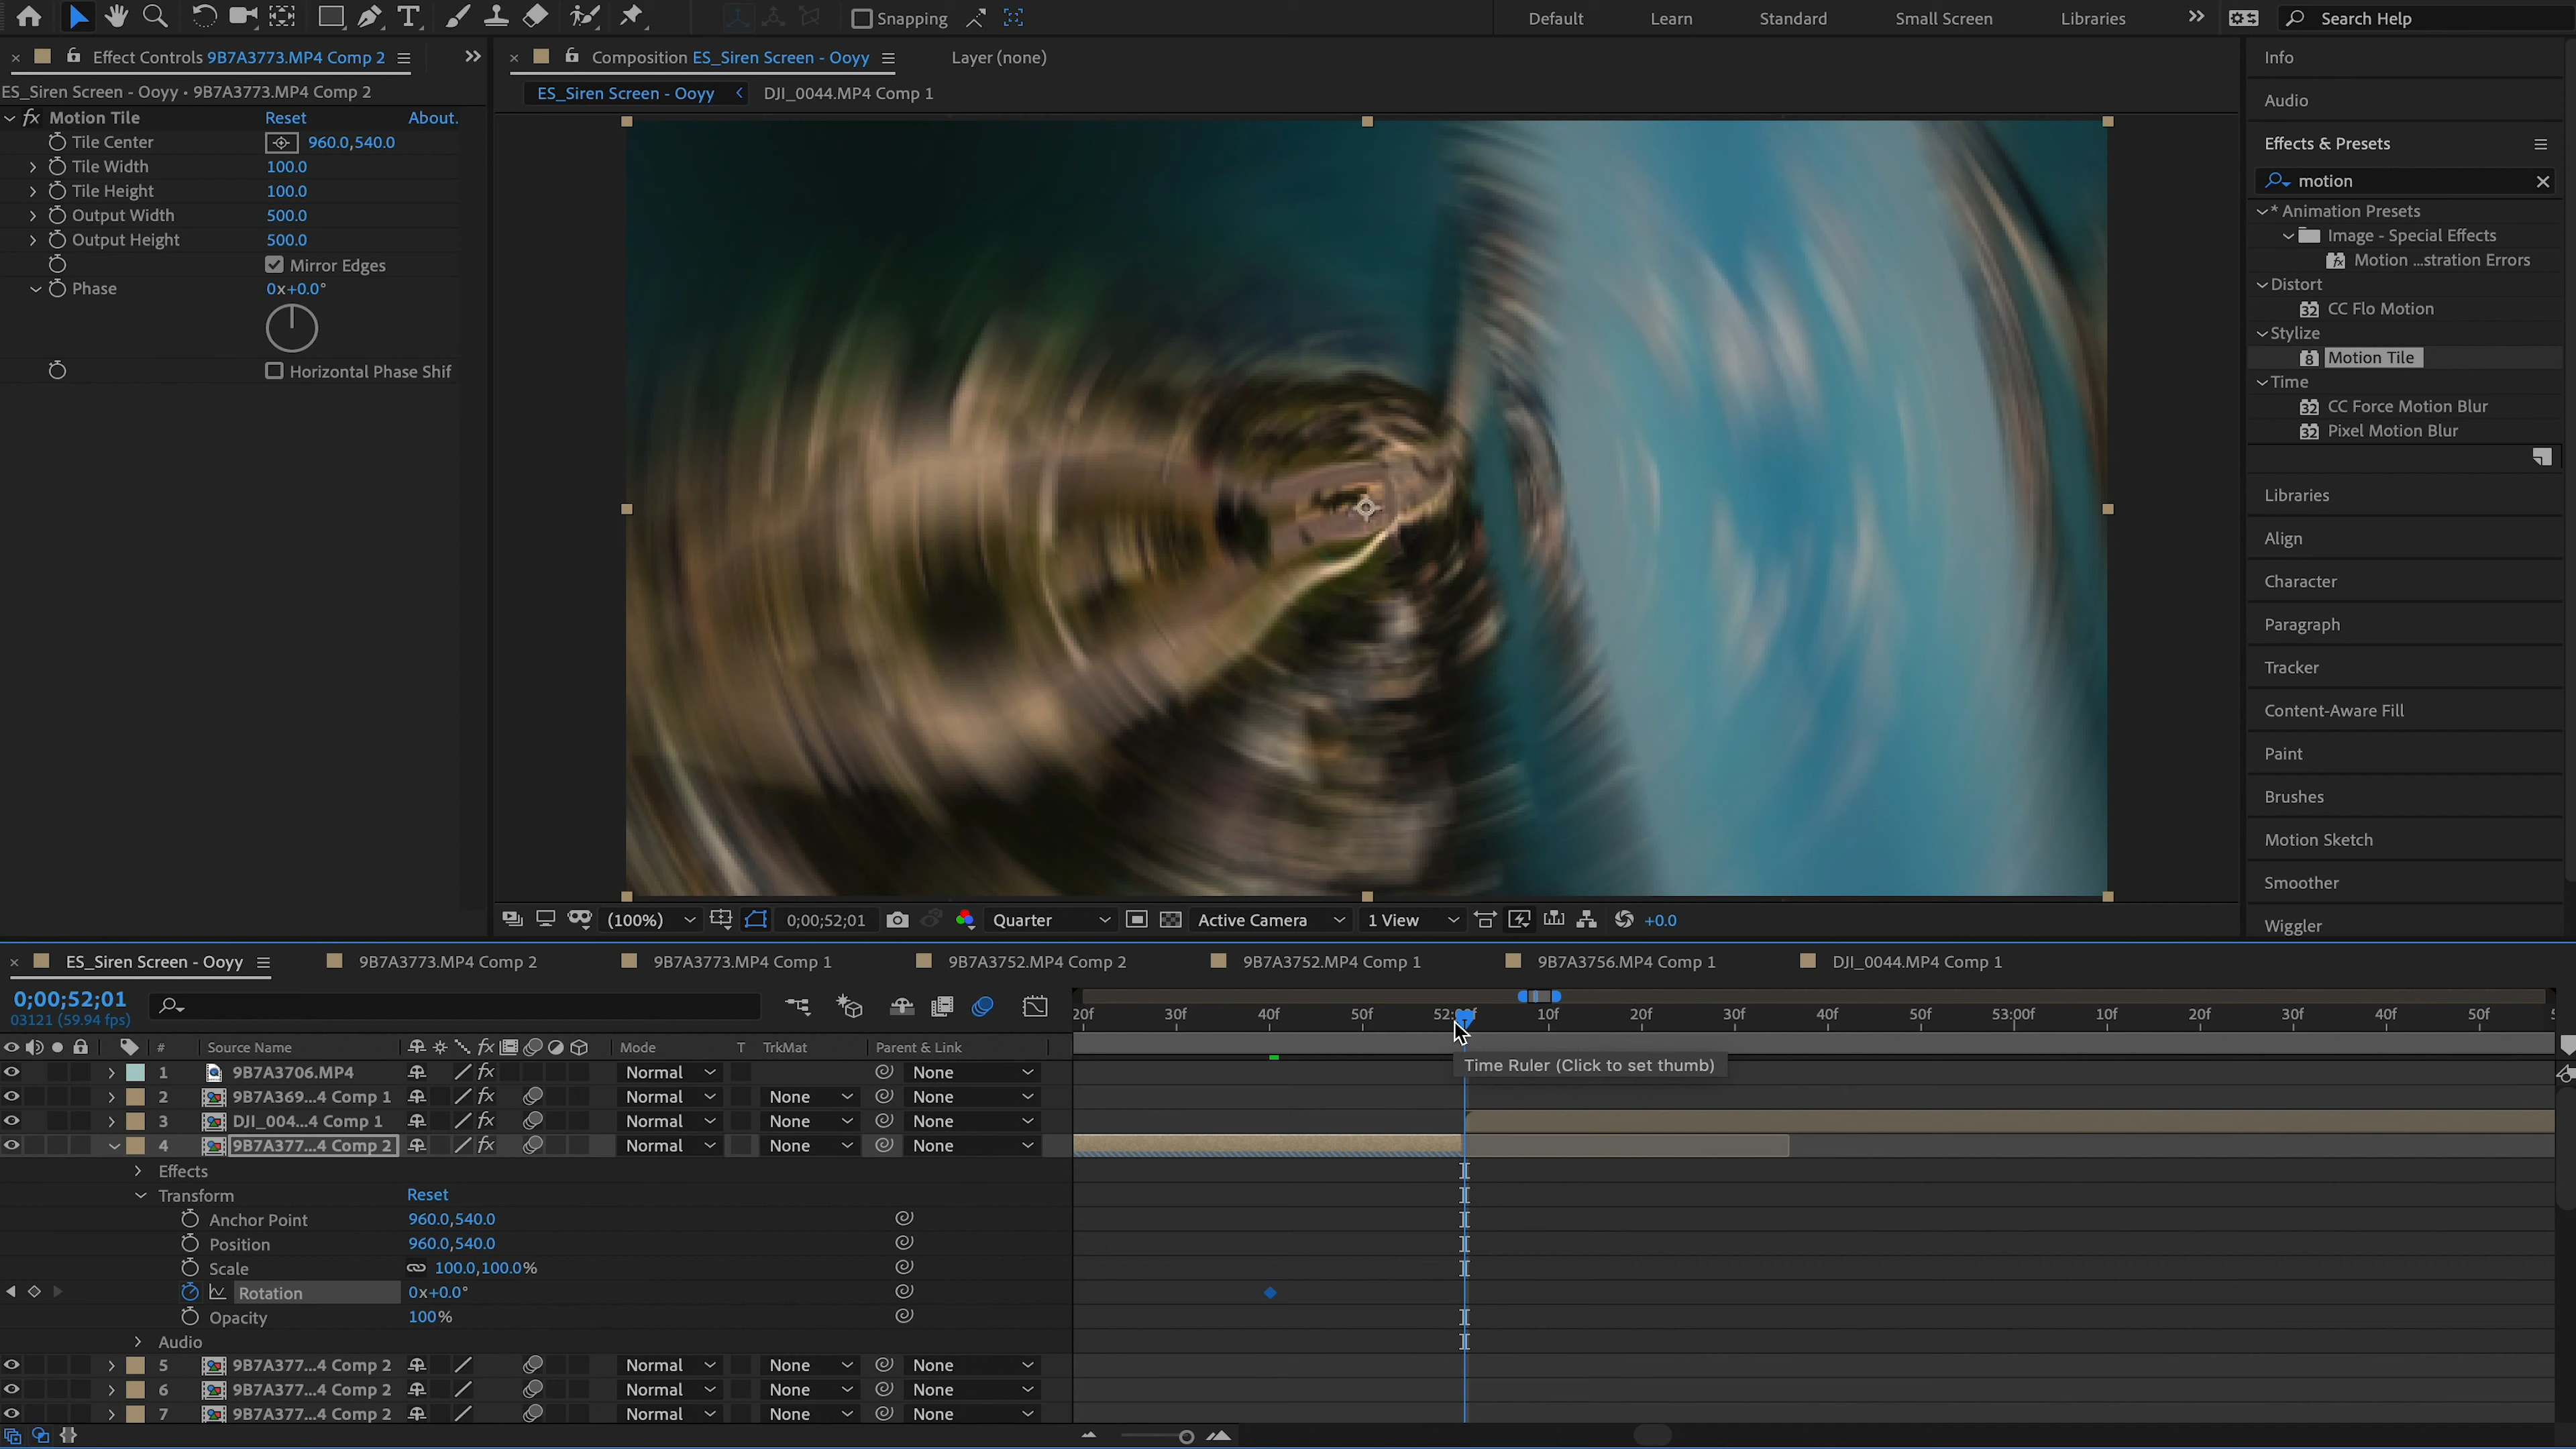 Snapping
Default Learn Standard Small Screen Libraries Search Help
Effect Controls 9B7A3773.MP4 Comp 2
Composition ES_Siren Screen - Ooyy Layer (none)
ES_Siren Screen - Ooyy • 9B7A3773.MP4 Comp 2
ES_Siren Screen - Ooyy DJI_0044.MP4 Comp 1
fx Motion Tile Reset About.
Tile Center 960.0,540.0
Tile Width 100.0
Tile Height 100.0
Output Width 500.0
Output Height 500.0
Mirror Edges
Phase 0x+0.0°
Horizontal Phase Shif
Info
Audio
Effects & Presets
motion
* Animation Presets
Image - Special Effects
Motion ...stration Errors
Distort
CC Flo Motion
Stylize
Motion Tile
Time
CC Force Motion Blur
Pixel Motion Blur
Libraries
Align
Character
Paragraph
Tracker
Content-Aware Fill
Paint
Brushes
Motion Sketch
Smoother
Wiggler
(100%) 0;00;52;01 Quarter Active Camera 1 View +0.0
ES_Siren Screen - Ooyy 9B7A3773.MP4 Comp 2 9B7A3773.MP4 Comp 1 9B7A3752.MP4 Comp 2 9B7A3752.MP4 Comp 1 9B7A3756.MP4 Comp 1 DJI_0044.MP4 Comp 1
0;00;52;01
03121 (59.94 fps)
20f 30f 40f 50f 10f 20f 30f 40f 50f 53:00f 10f 20f 30f 40f 50f
# Source Name fx Mode T TrkMat Parent & Link
Time Ruler (Click to set thumb)
1 9B7A3706.MP4 fx Normal None
2 9B7A369...4 Comp 1 fx Normal None None
3 DJI_004...4 Comp 1 fx Normal None None
4 9B7A377...4 Comp 2 fx Normal None None
Effects
Transform Reset
Anchor Point 960.0,540.0
Position 960.0,540.0
Scale 100.0,100.0%
Rotation 0x+0.0°
Opacity 100%
Audio
5 9B7A377...4 Comp 2 Normal None None
6 9B7A377...4 Comp 2 Normal None None
7 9B7A377...4 Comp 2 Normal None None